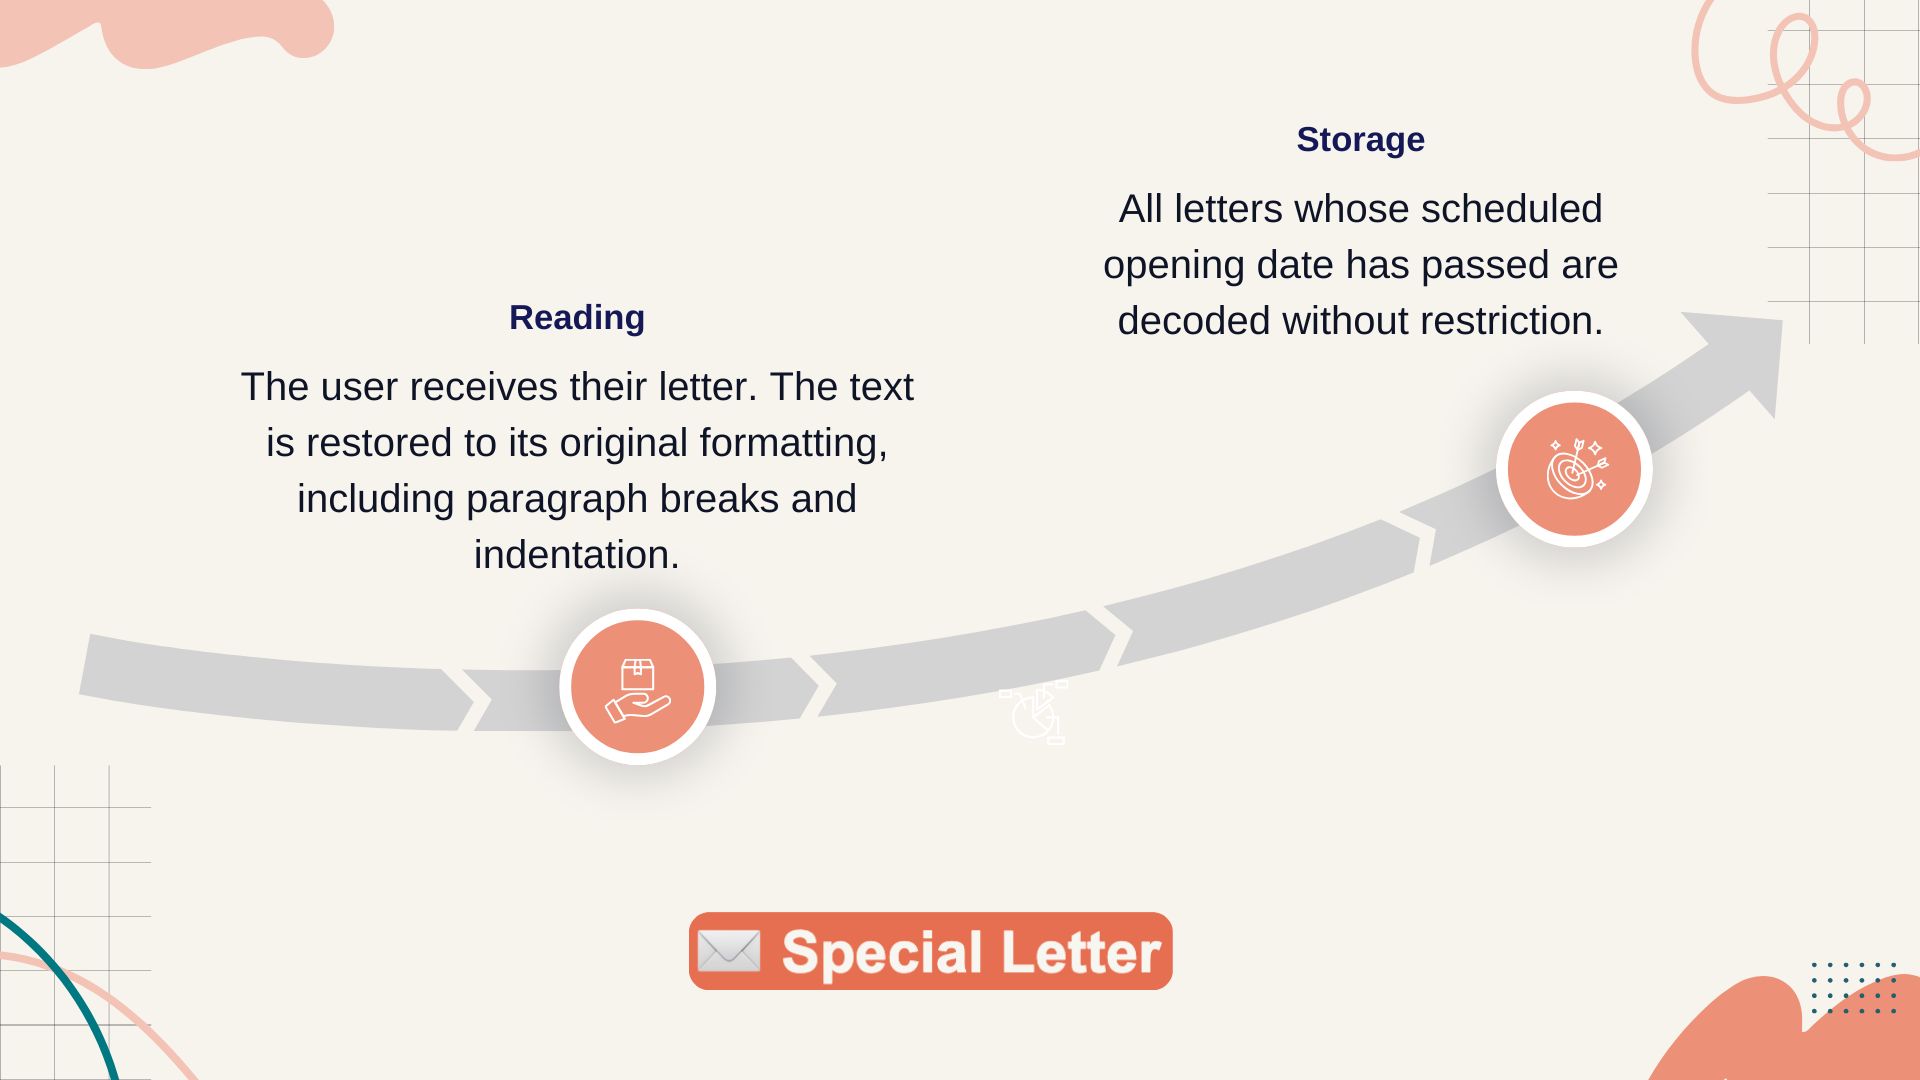 Storage
All letters whose scheduled
opening date has passed are
decoded without restriction.
Reading
The user receives their letter. The text
is restored to its original formatting,
including paragraph breaks and
indentation.
Special Letter